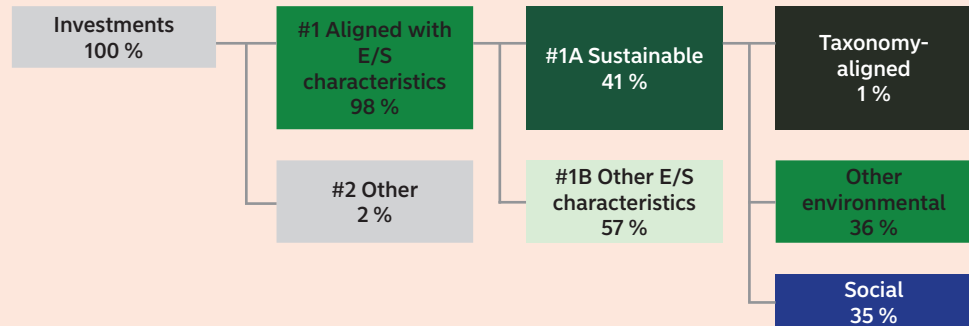 Investments
100 %
#1 Aligned with
E/S
characteristics
98 %
#2 Other
2 %
#1A Sustainable
41 %
#1B Other E/S
characteristics
57 %
Taxonomy-
aligned
1 %
Other
environmental
36 %
Social
35 %